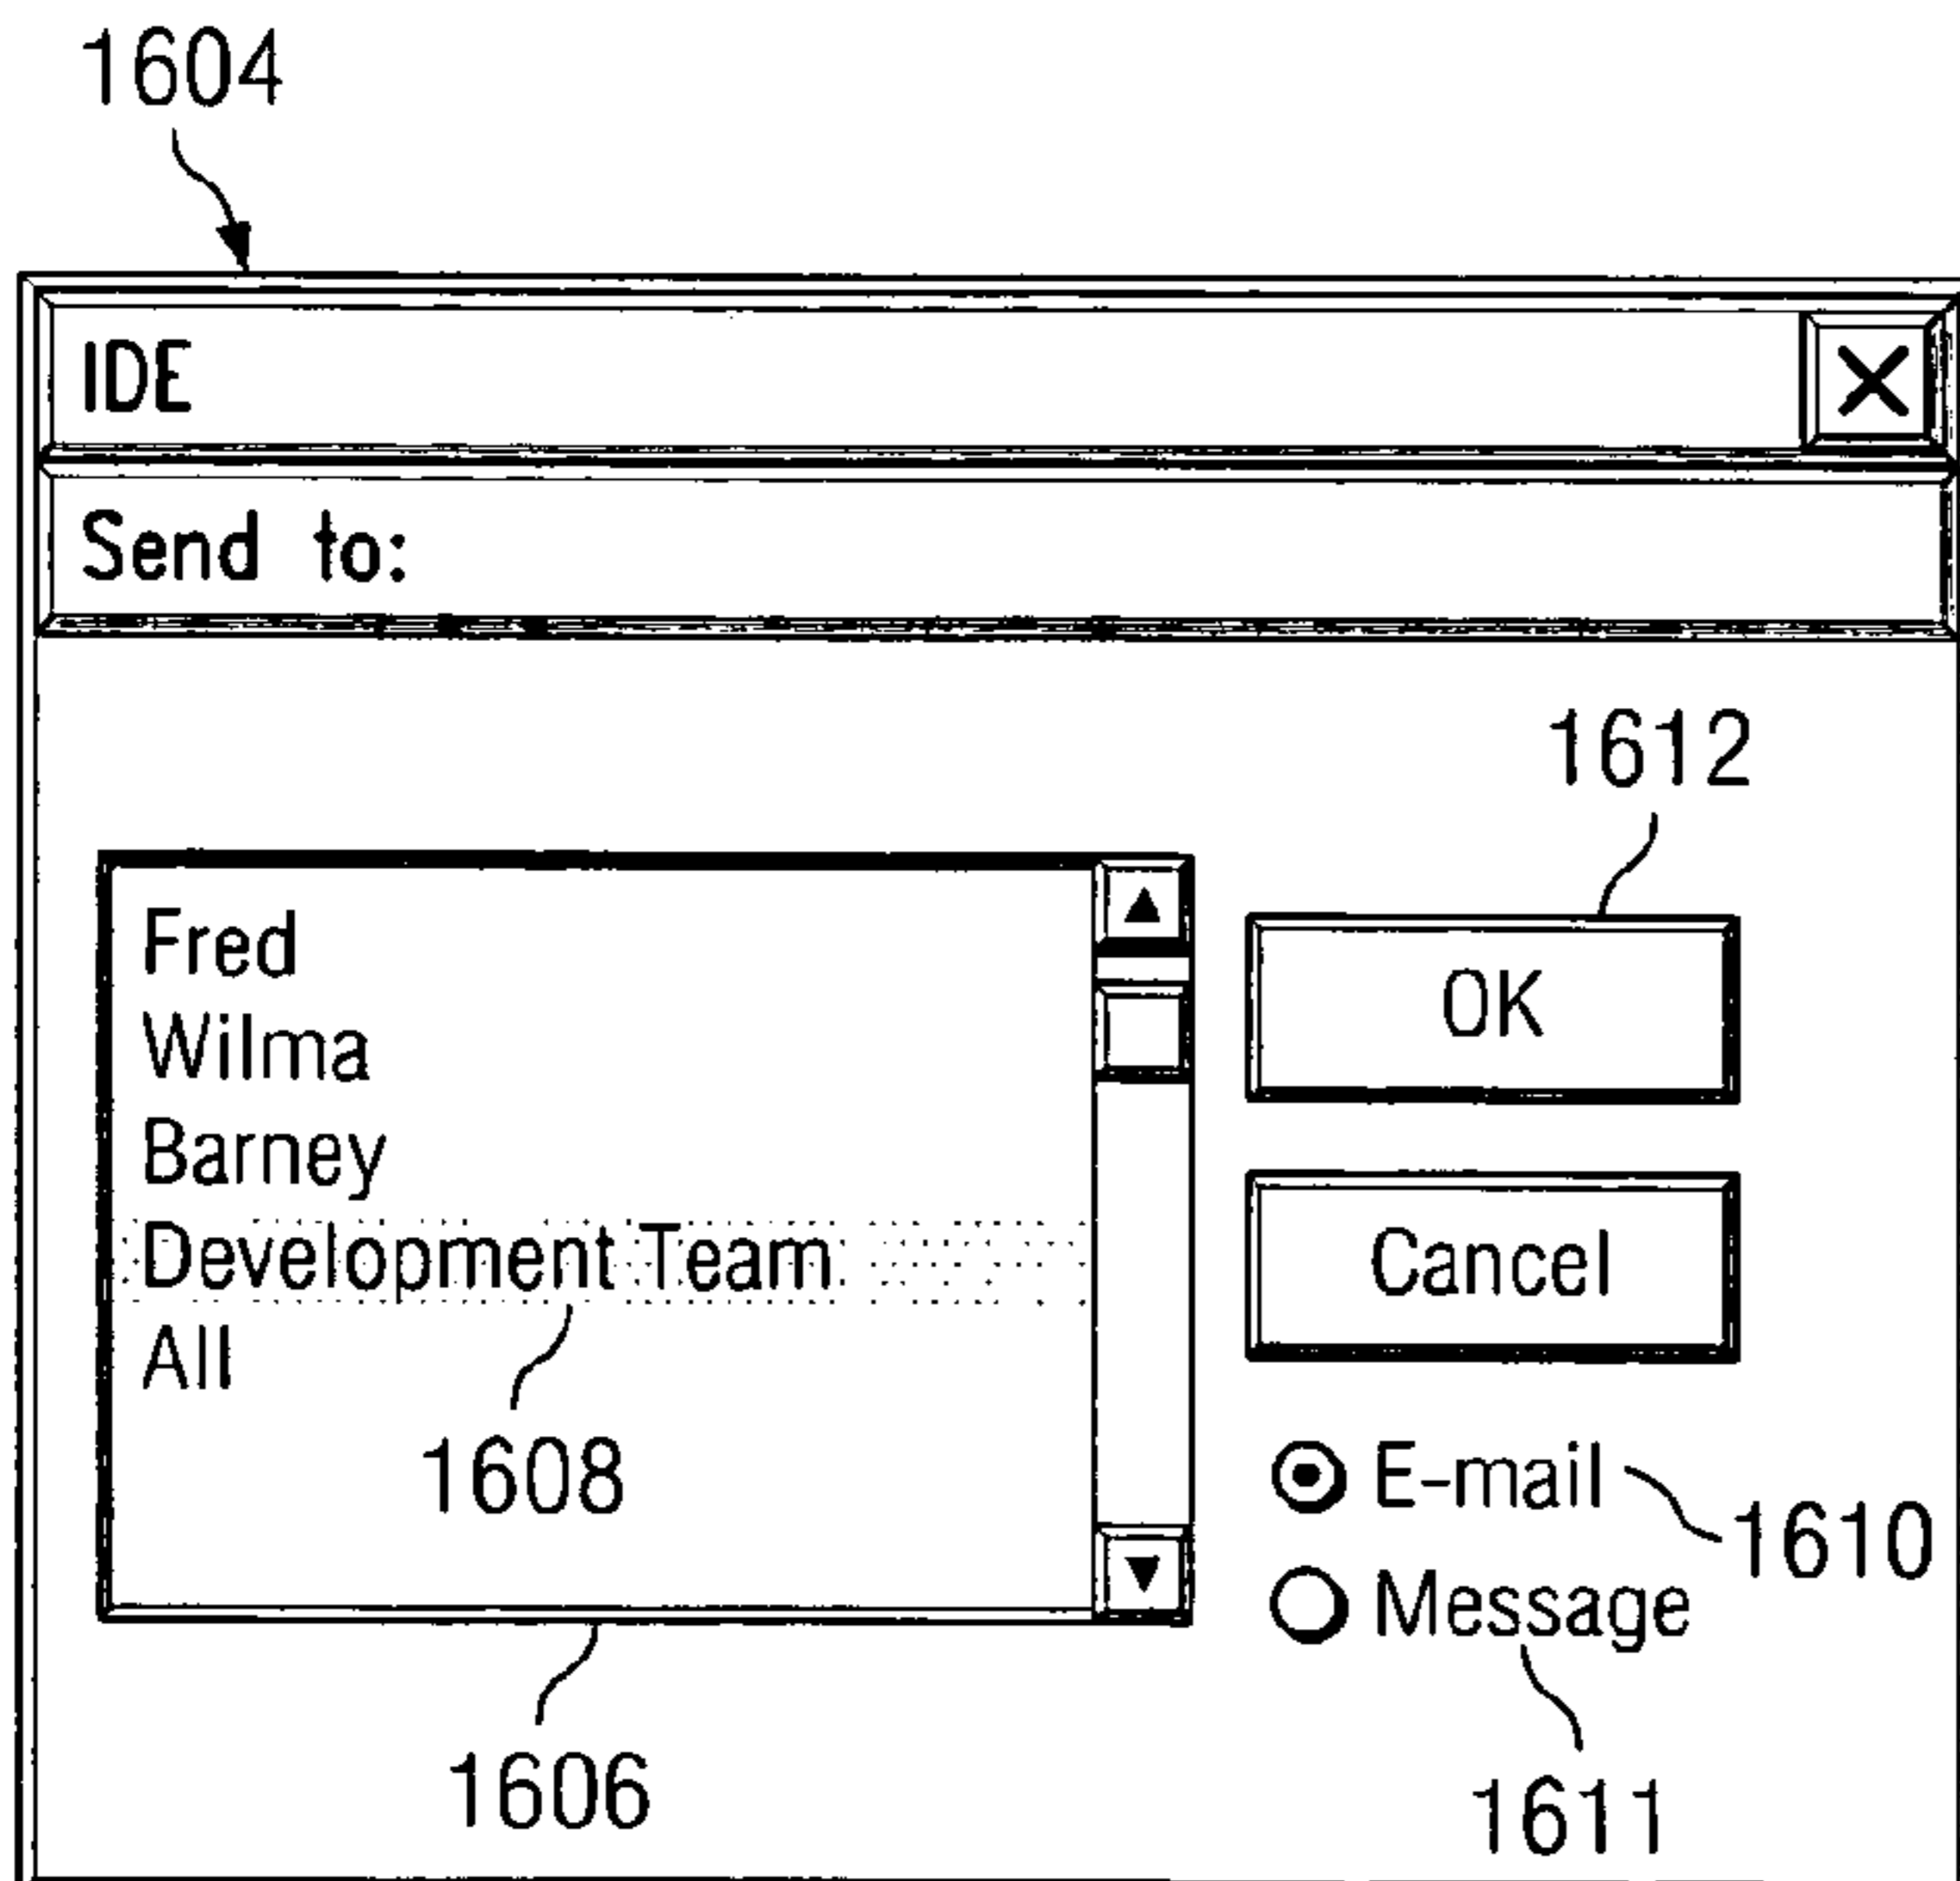 1604
IDE
Send to:
1612
Fred
Wilma
Barney
Development Team
All
1608
1606
OK
Cancel
E-mail
1610
Message
1611